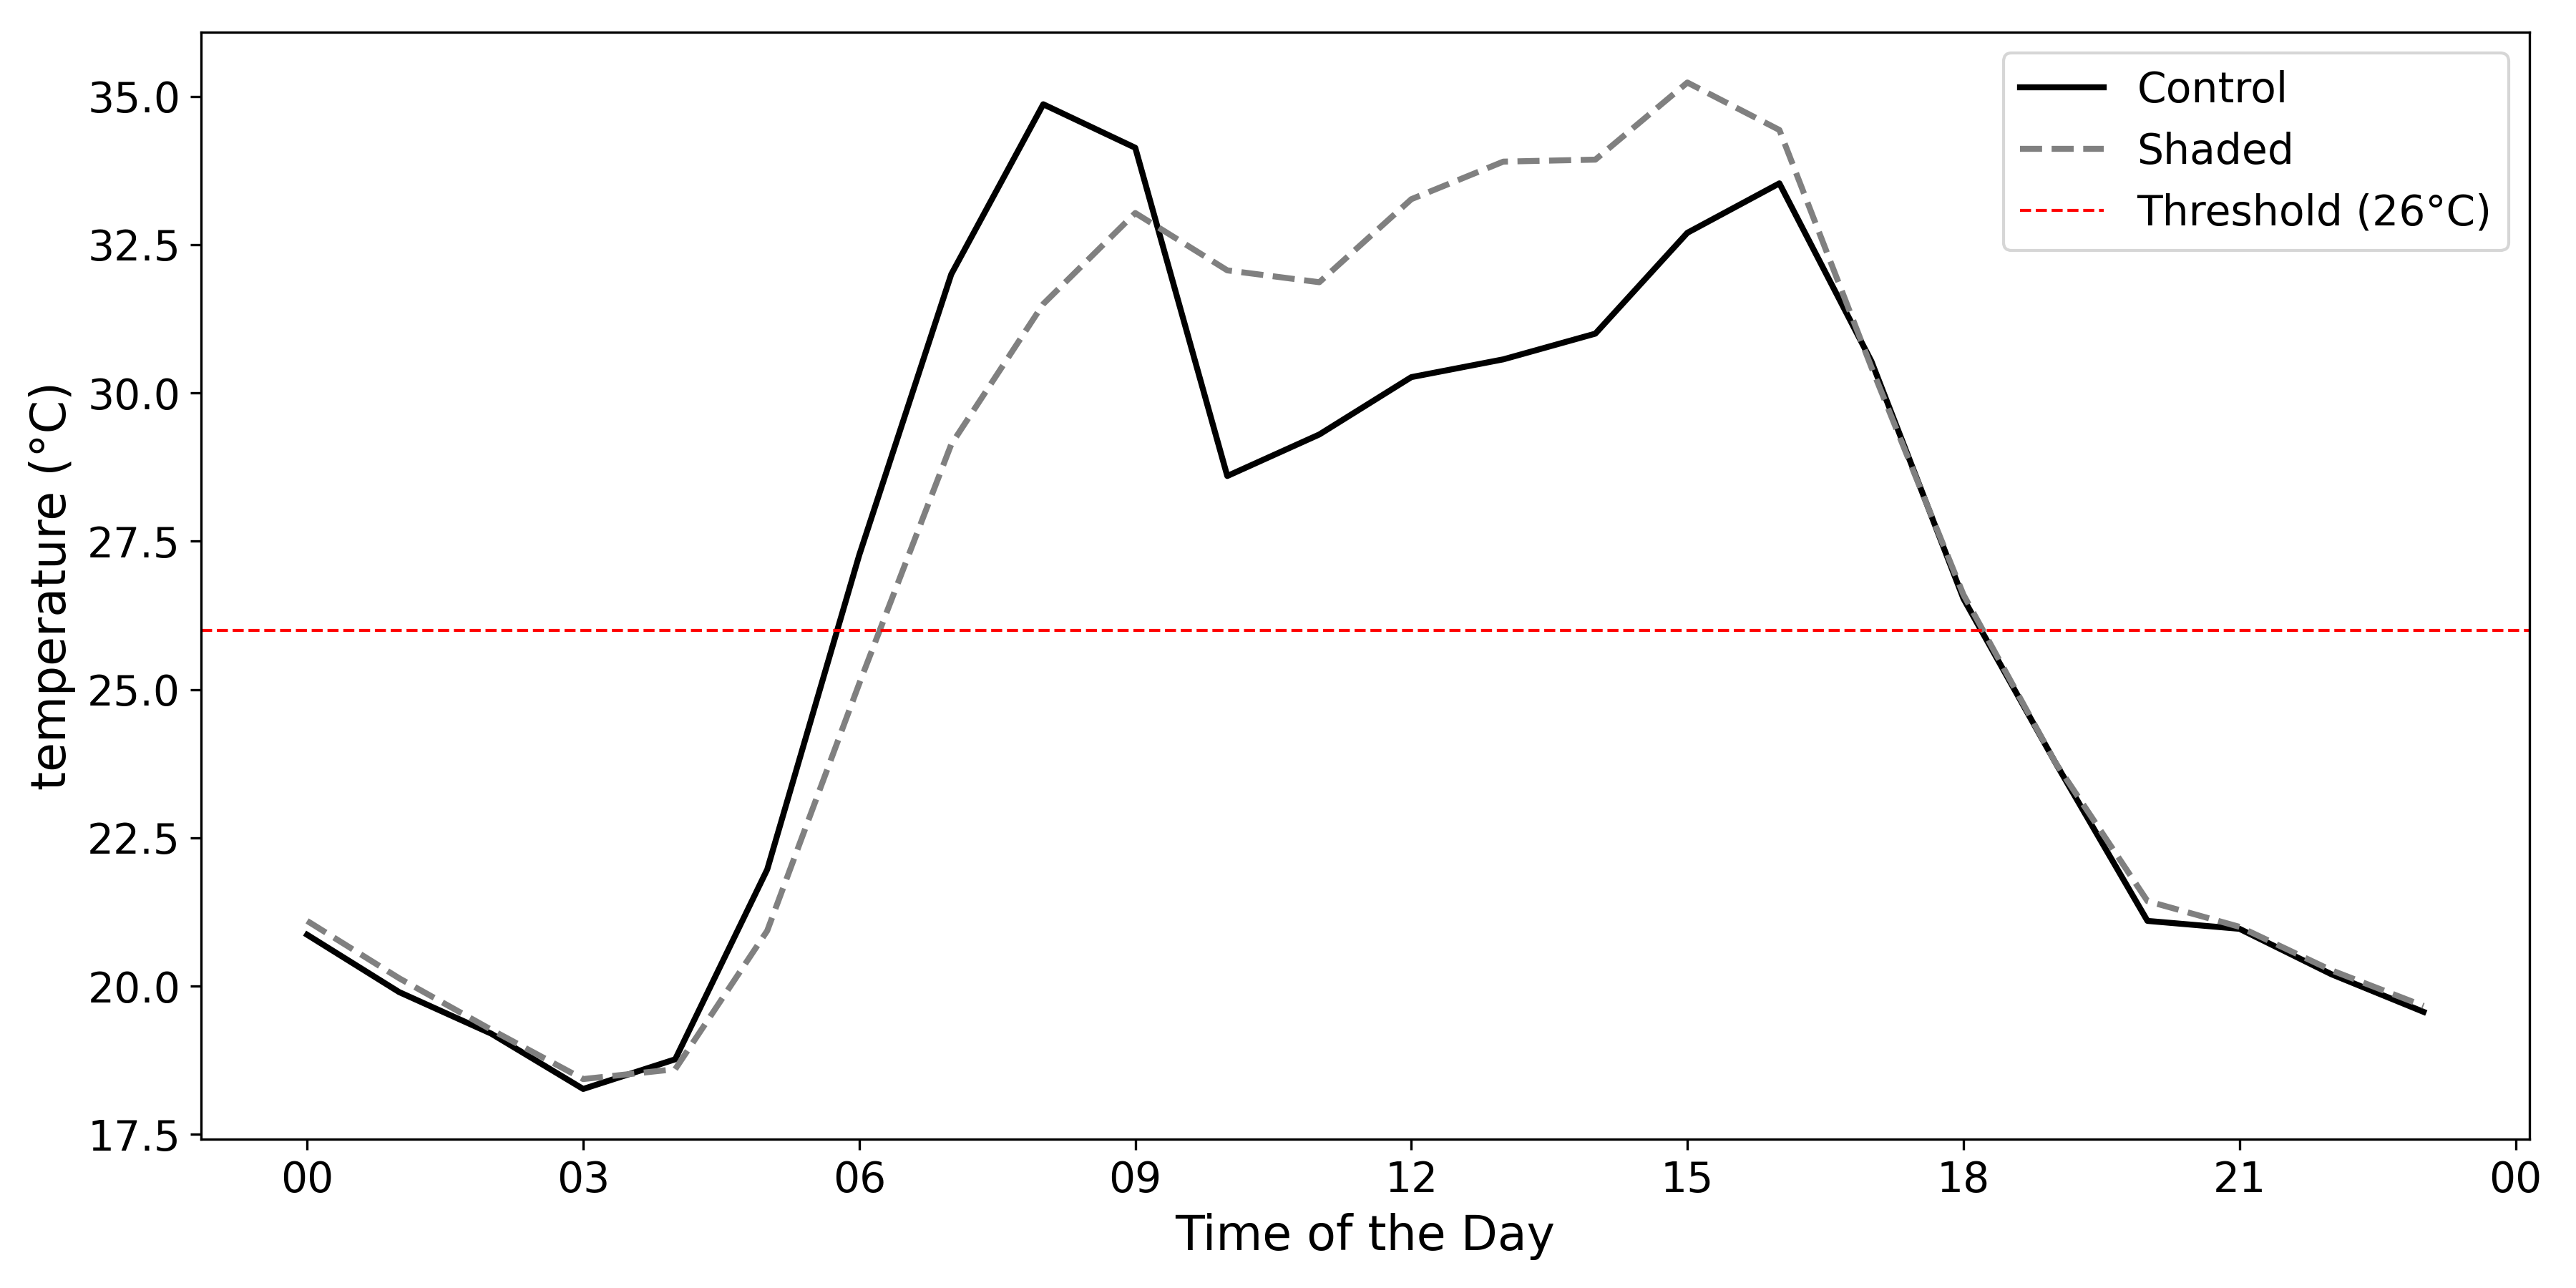 Control
Shaded
Threshold (26°C)
temperature (°C)
35.0
32.5
30.0
27.5
25.0
22.5
20.0
17.5
00 03 06 09 12 15 18 21 00
Time of the Day